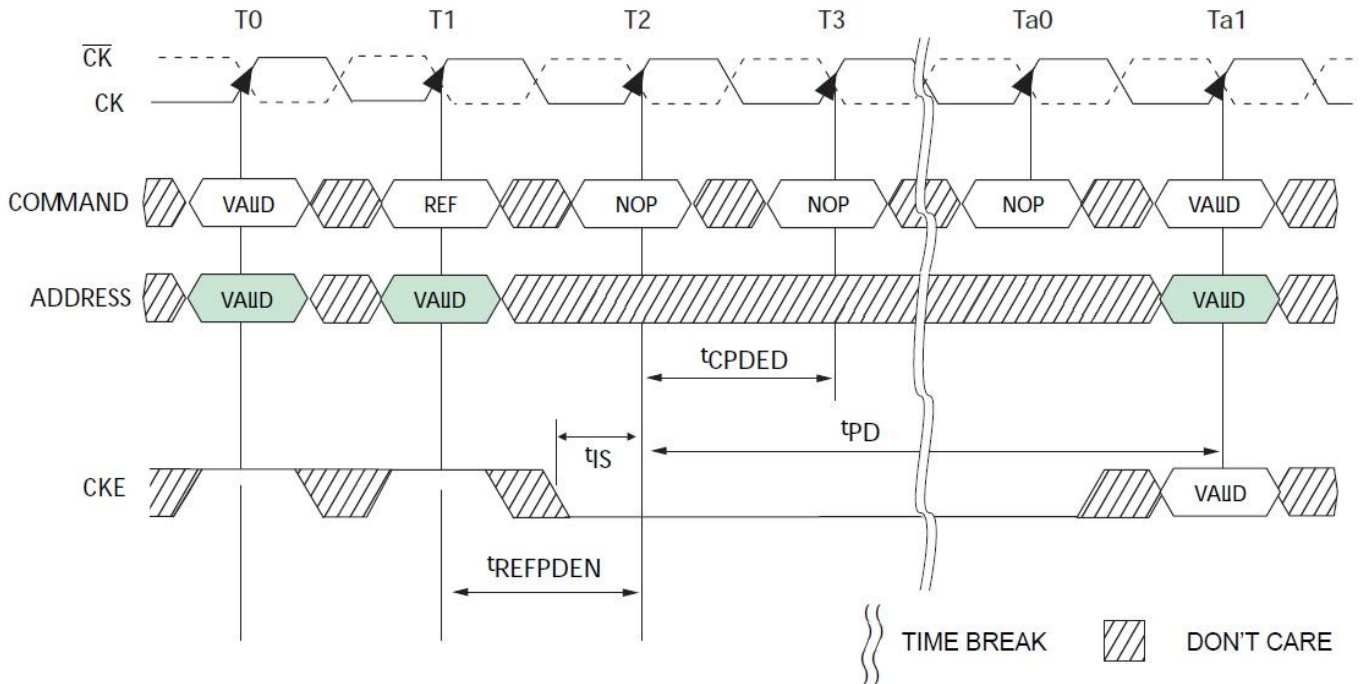 T0 T1 T2 T3 Ta0 Ta1
C̅K̅
CK
COMMAND VALID REF NOP NOP NOP VALID
ADDRESS VALID VALID VALID
tCPDED
tPD
tIS
CKE VALID
tREFPDEN
TIME BREAK DON'T CARE